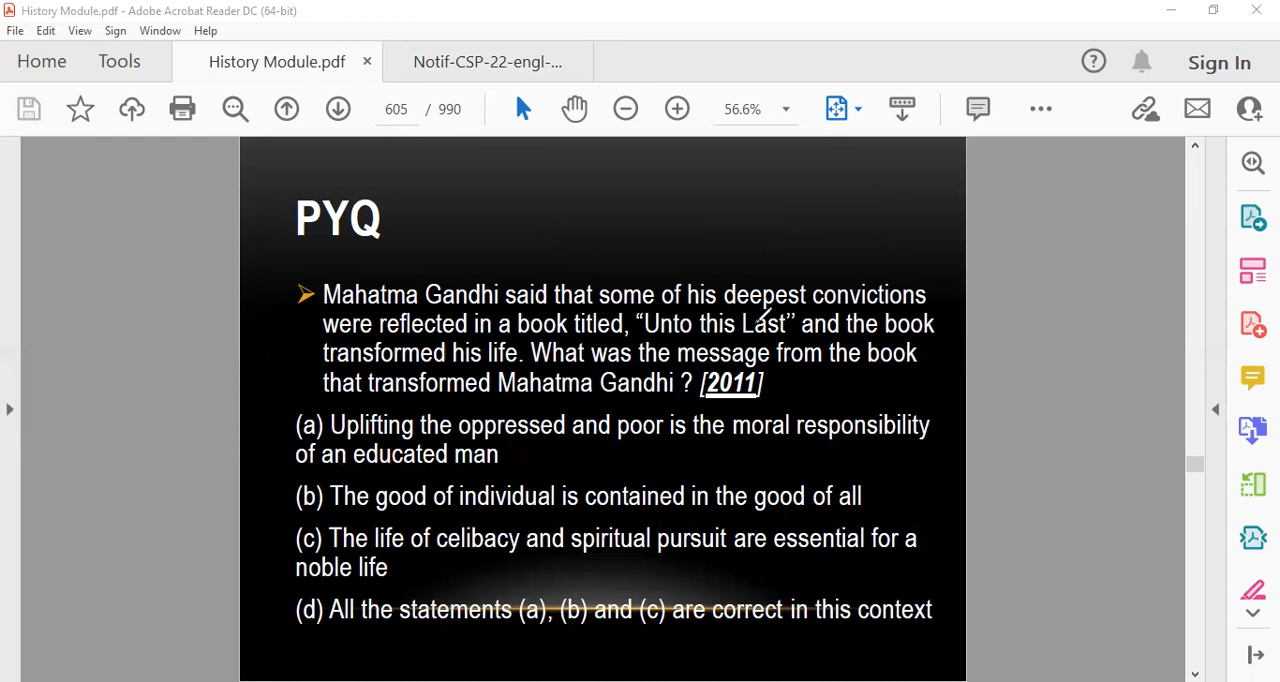 History Module.pdf - Adobe Acrobat Reader DC (64-bit)
File Edit View Sign Window Help
Home Tools History Module.pdf × Notif-CSP-22-engl-... Sign In
605 / 990 56.6%
PYQ
Mahatma Gandhi said that some of his deepest convictions
were reflected in a book titled, “Unto this Last’’ and the book
transformed his life. What was the message from the book
that transformed Mahatma Gandhi ? [2011]
(a) Uplifting the oppressed and poor is the moral responsibility
of an educated man
(b) The good of individual is contained in the good of all
(c) The life of celibacy and spiritual pursuit are essential for a
noble life
(d) All the statements (a), (b) and (c) are correct in this context